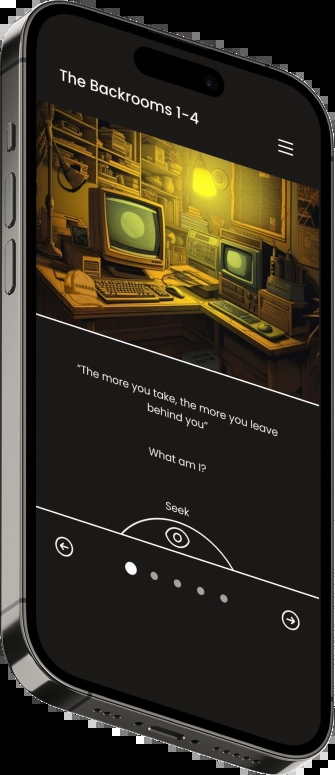 The Backrooms 1-4
“The more you take, the more you leave
behind you”
What am I?
Seek